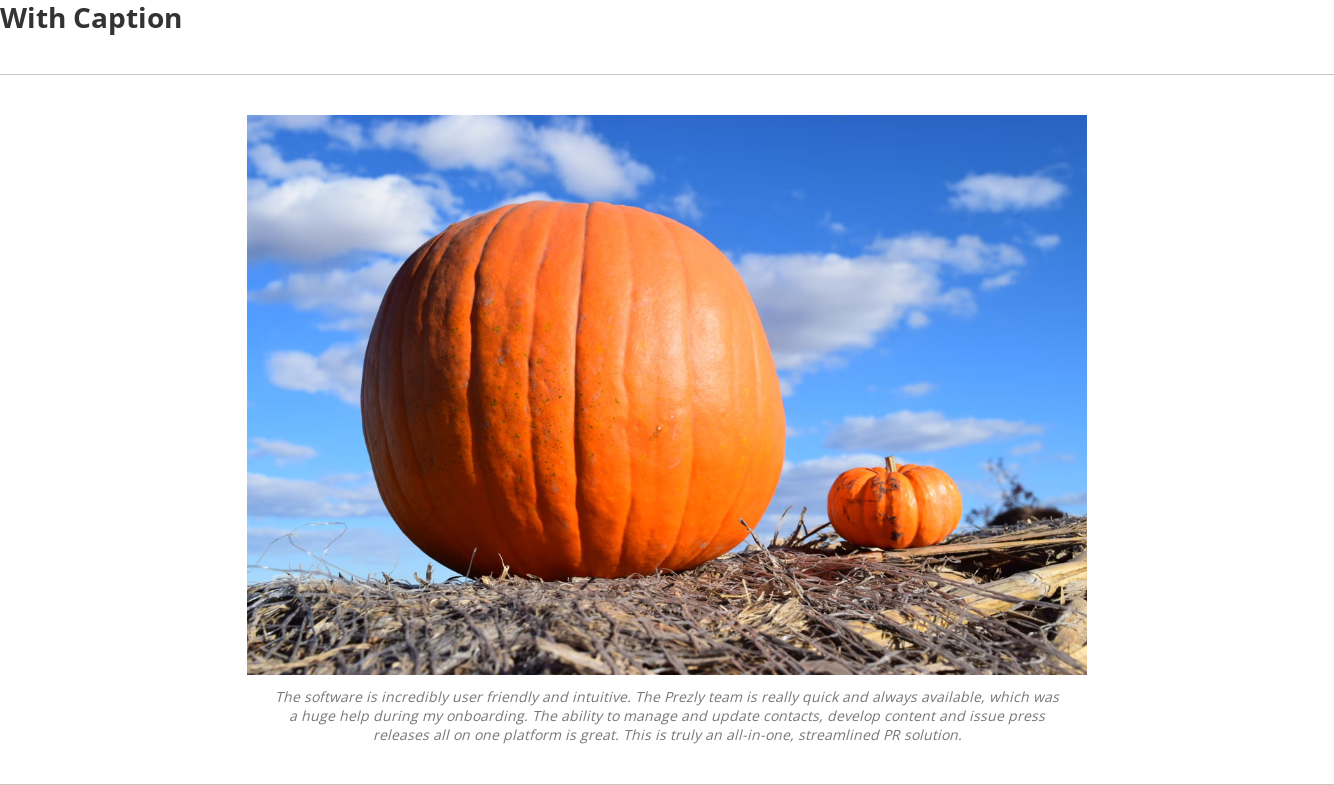 With Caption
The software is incredibly user friendly and intuitive. The Prezly team is really quick and always available, which was
a huge help during my onboarding. The ability to manage and update contacts, develop content and issue press
releases all on one platform is great. This is truly an all-in-one, streamlined PR solution.